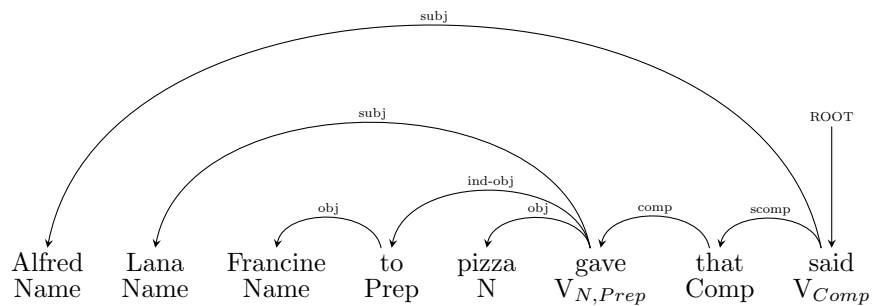 subj
subj
ROOT
ind-obj
obj obj comp scomp
Alfred Lana Francine to pizza gave that said
Name Name Name Prep N V_{N,Prep} Comp V_{Comp}